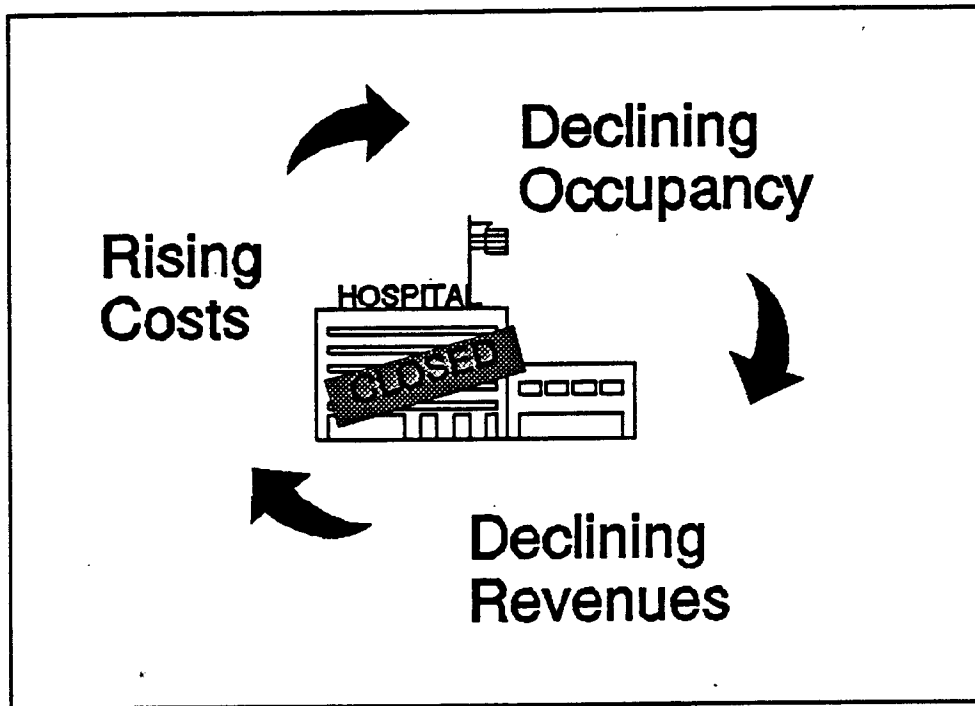 Declining
Occupancy
Rising
Costs
HOSPITAL
CLOSED
Declining
Revenues